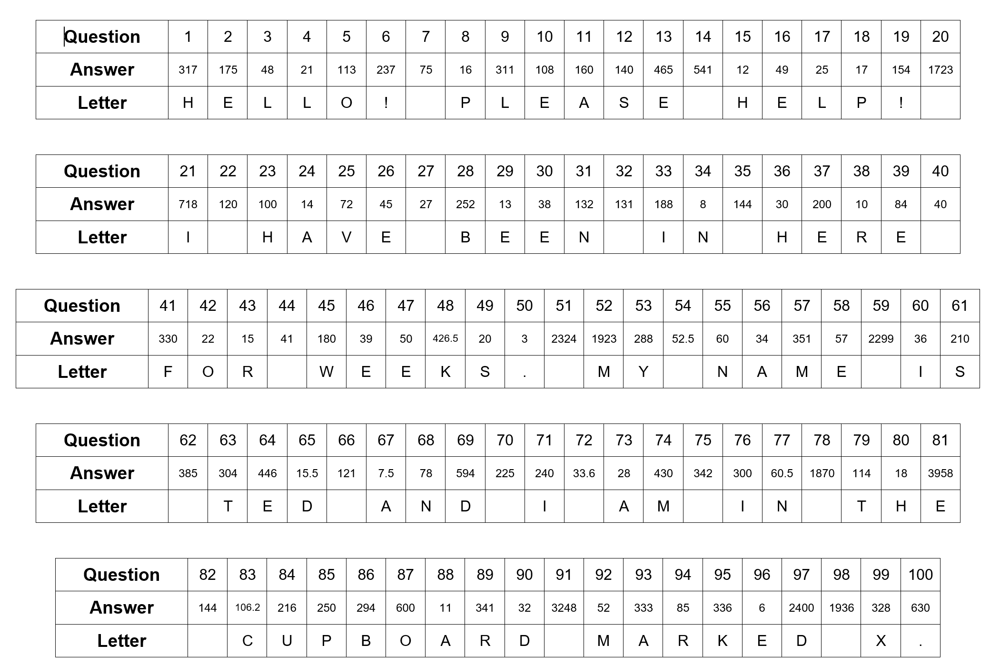 Question 1 2 3 4 5 6 7 8 9 10 11 12 13 14 15 16 17 18 19 20
Answer 317 175 48 21 113 237 75 16 311 108 160 140 465 541 12 49 25 17 154 1723
Letter H E L L O ! P L E A S E H E L P !
Question 21 22 23 24 25 26 27 28 29 30 31 32 33 34 35 36 37 38 39 40
Answer 718 120 100 14 72 45 27 252 13 38 132 131 188 8 144 30 200 10 84 40
Letter I H A V E B E E N I N H E R E
Question 41 42 43 44 45 46 47 48 49 50 51 52 53 54 55 56 57 58 59 60 61
Answer 330 22 15 41 180 39 50 426.5 20 3 2324 1923 288 52.5 60 34 351 57 2299 36 210
Letter F O R W E E K S . M Y N A M E I S
Question 62 63 64 65 66 67 68 69 70 71 72 73 74 75 76 77 78 79 80 81
Answer 385 304 446 15.5 121 7.5 78 594 225 240 33.6 28 430 342 300 60.5 1870 114 18 3958
Letter T E D A N D I A M I N T H E
Question 82 83 84 85 86 87 88 89 90 91 92 93 94 95 96 97 98 99 100
Answer 144 106.2 216 250 294 600 11 341 32 3248 52 333 85 336 6 2400 1936 328 630
Letter C U P B O A R D M A R K E D X .